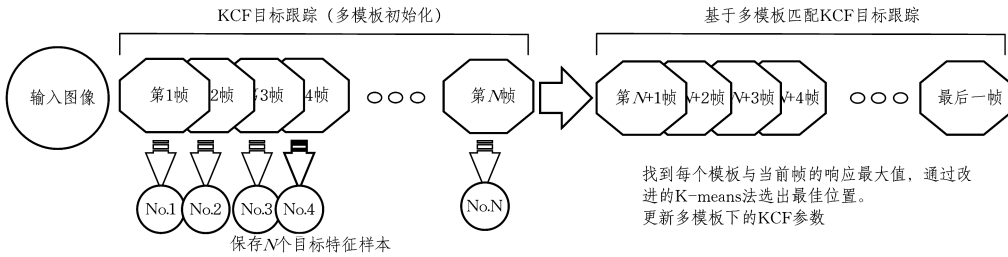 KCF目标跟踪（多模板初始化）
基于多模板匹配KCF目标跟踪
输入图像
第1帧
2帧
第3帧
4帧
第N帧
第N+1帧
N+2帧
N+3帧
N+4帧
最后一帧
No.1
No.2
No.3
No.4
No.N
保存N个目标特征样本
找到每个模板与当前帧的响应最大值，通过改
进的K-means法选出最佳位置。
更新多模板下的KCF参数